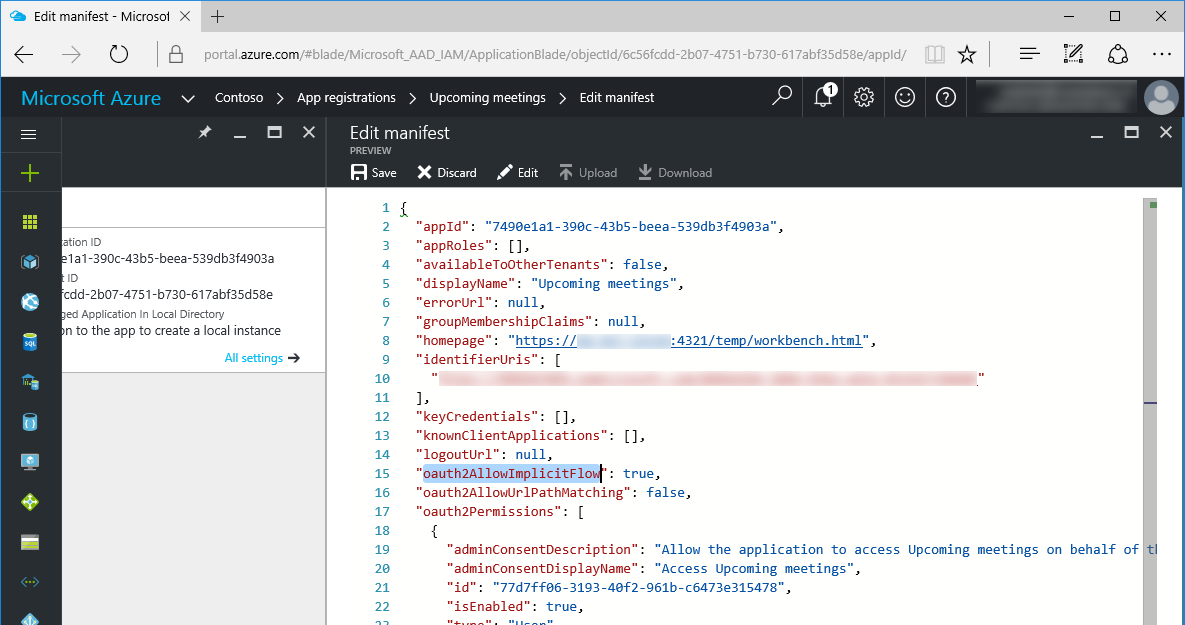 Edit manifest - Microsof
portal.azure.com/#blade/Microsoft_AAD_IAM/ApplicationBlade/objectId/6c56fcdd-2b07-4751-b730-617abf35d58e/appId/
Microsoft Azure
Contoso > App registrations > Upcoming meetings > Edit manifest
1
Edit manifest
PREVIEW
Save Discard Edit Upload Download
ation ID
e1a1-390c-43b5-beea-539db3f4903a
t ID
fcdd-2b07-4751-b730-617abf35d58e
ged Application In Local Directory
on to the app to create a local instance
All settings →
SQL
1 {
2 "appId": "7490e1a1-390c-43b5-beea-539db3f4903a",
3 "appRoles": [],
4 "availableToOtherTenants": false,
5 "displayName": "Upcoming meetings",
6 "errorUrl": null,
7 "groupMembershipClaims": null,
8 "homepage": "https:// :4321/temp/workbench.html",
9 "identifierUris": [
10 " "
11 ],
12 "keyCredentials": [],
13 "knownClientApplications": [],
14 "logoutUrl": null,
15 "oauth2AllowImplicitFlow": true,
16 "oauth2AllowUrlPathMatching": false,
17 "oauth2Permissions": [
18 {
19 "adminConsentDescription": "Allow the application to access Upcoming meetings on behalf of th
20 "adminConsentDisplayName": "Access Upcoming meetings",
21 "id": "77d7ff06-3193-40f2-961b-c6473e315478",
22 "isEnabled": true,
23 "type": "User"